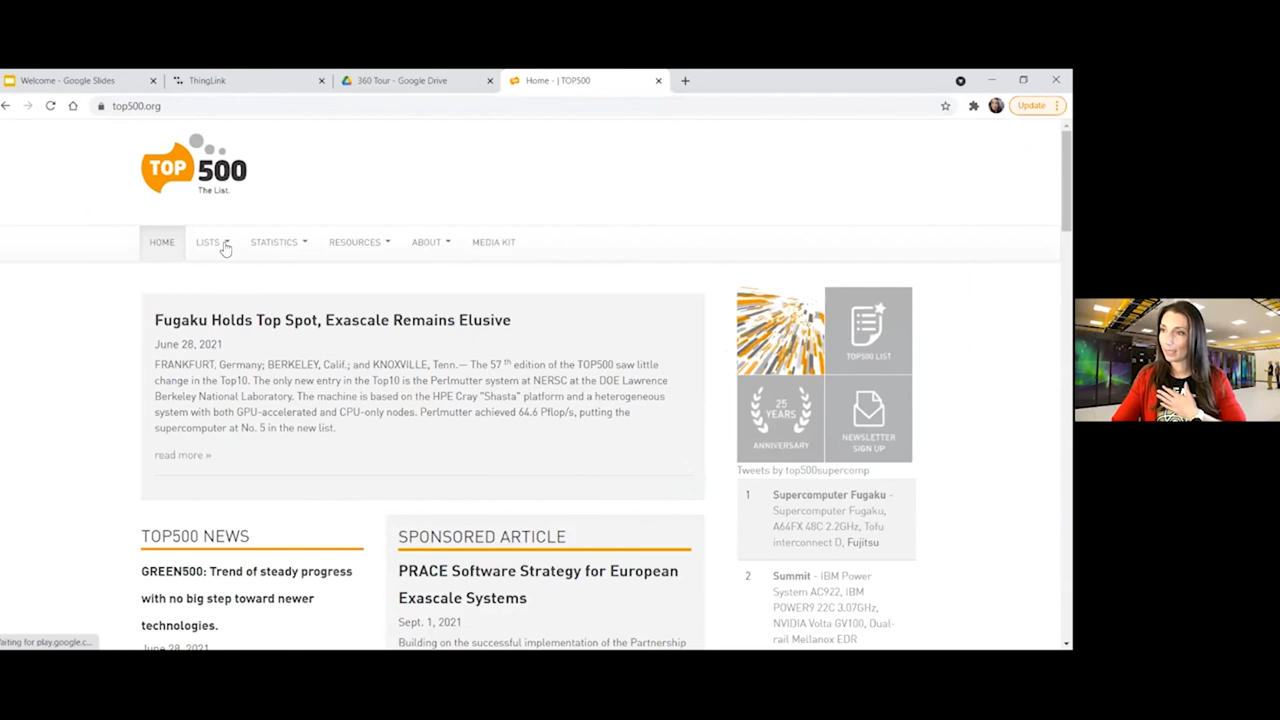 Welcome - Google Slides
ThingLink
360 Tour - Google Drive
Home - | TOP500
top500.org
Update
TOP 500
The List.
HOME
LISTS
STATISTICS
RESOURCES
ABOUT
MEDIA KIT
Fugaku Holds Top Spot, Exascale Remains Elusive
June 28, 2021
FRANKFURT, Germany; BERKELEY, Calif.; and KNOXVILLE, Tenn.— The 57 th edition of the TOP500 saw little
change in the Top10. The only new entry in the Top10 is the Perlmutter system at NERSC at the DOE Lawrence
Berkeley National Laboratory. The machine is based on the HPE Cray "Shasta" platform and a heterogeneous
system with both GPU-accelerated and CPU-only nodes. Perlmutter achieved 64.6 Pflop/s, putting the
supercomputer at No. 5 in the new list.
read more »
TOP500 LIST
25
YEARS
ANNIVERSARY
NEWSLETTER
SIGN UP
Tweets by top500supercomp
1 Supercomputer Fugaku -
Supercomputer Fugaku,
A64FX 48C 2.2GHz, Tofu
interconnect D, Fujitsu
2 Summit - IBM Power
System AC922, IBM
POWER9 22C 3.07GHz,
NVIDIA Volta GV100, Dual-
rail Mellanox EDR
TOP500 NEWS
GREEN500: Trend of steady progress
with no big step toward newer
technologies.
June 28, 2021
SPONSORED ARTICLE
PRACE Software Strategy for European
Exascale Systems
Sept. 1, 2021
Building on the successful implementation of the Partnership
aiting for play.google.c...